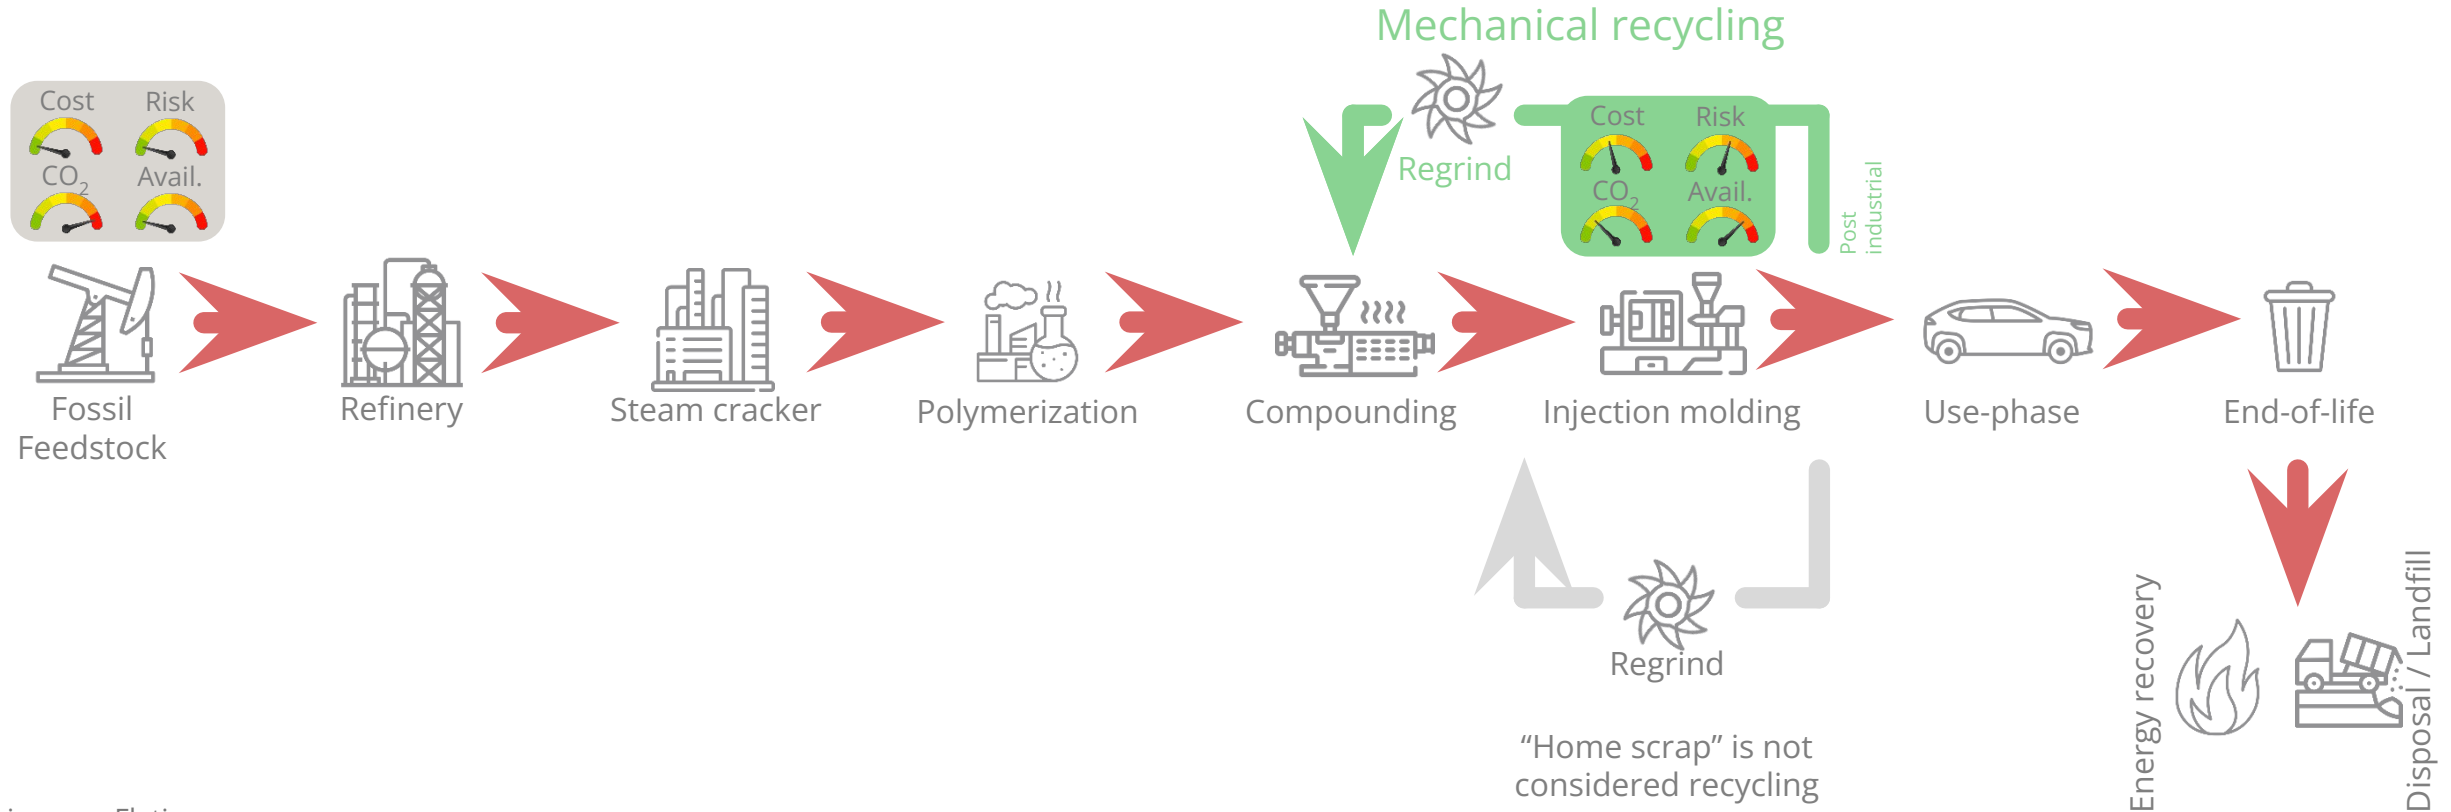 Mechanical recycling
Cost Risk
CO2 Avail.
Regrind
Cost Risk
CO2 Avail.
Post
industrial
Fossil
Feedstock
Refinery
Steam cracker
Polymerization
Compounding
Injection molding
Use-phase
End-of-life
Regrind
“Home scrap” is not
considered recycling
Energy recovery
Disposal / Landfill